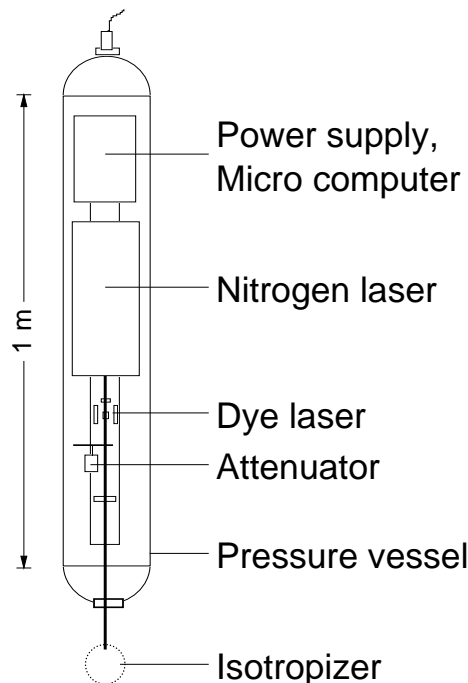 Power supply,
Micro computer
Nitrogen laser
1 m
Dye laser
Attenuator
Pressure vessel
Isotropizer